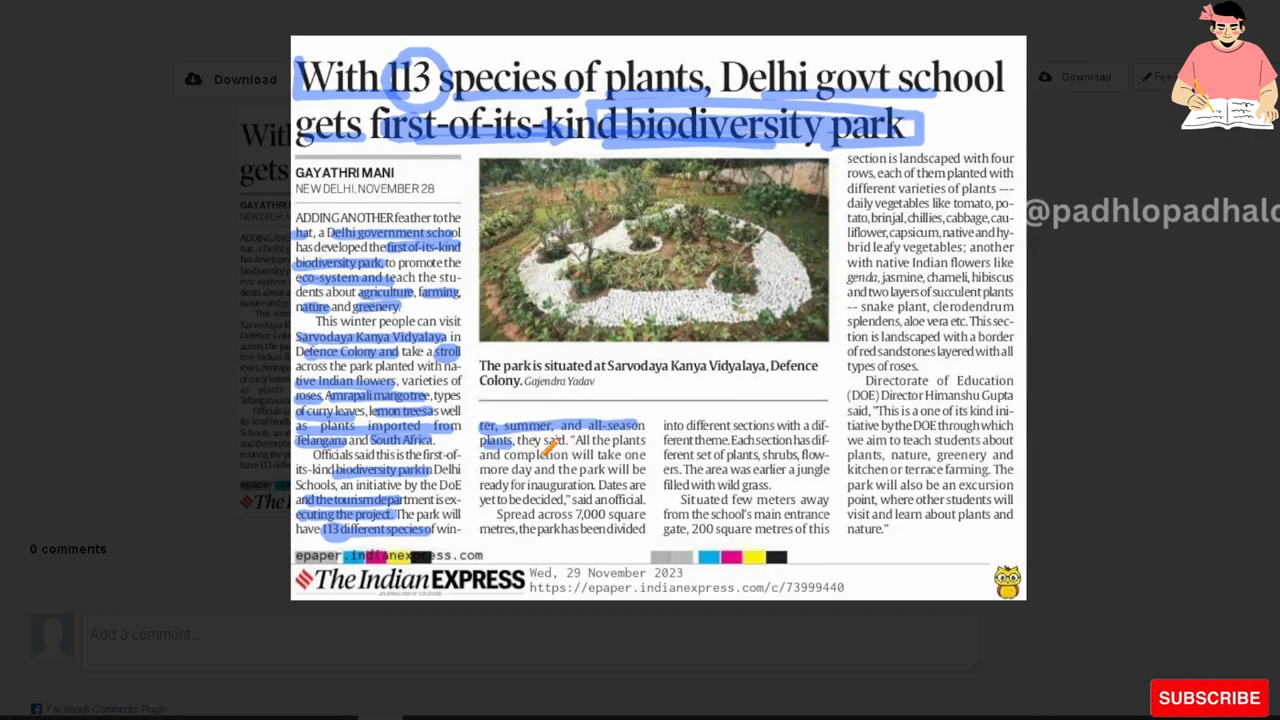 Download
Download
With 113 species of plants, Delhi govt school
gets first-of-its-kind biodiversity park
GAYATHRI MANI
NEW DELHI, NOVEMBER 28
ADDING ANOTHER feather to the
hat, a Delhi government school
has developed the first of-its-kind
biodiversity park, to promote the
eco-system and teach the stu-
dents about agriculture, farming,
nature and greenery.
This winter people can visit
Sarvodaya Kanya Vidyalaya in
Defence Colony and take a stroll
across the park planted with na-
tive Indian flowers, varieties of
roses, Amrapali mango tree, types
of curry leaves, lemon trees as well
as plants imported from
Telangana and South Africa.
Officials said this is the first-of-
its-kind biodiversity park in Delhi
Schools, an initiative by the DoE
and the tourism department is ex-
ecuting the project. The park will
have 113 different species of win-
The park is situated at Sarvodaya Kanya Vidyalaya, Defence
Colony. Gajendra Yadav
ter, summer, and all-season
plants, they said. "All the plants
and completion will take one
more day and the park will be
ready for inauguration. Dates are
yet to be decided," said an official.
Spread across 7,000 square
metres, the park has been divided
into different sections with a dif-
ferent theme. Each section has dif-
ferent set of plants, shrubs, flow-
ers. The area was earlier a jungle
filled with wild grass.
Situated few meters away
from the school's main entrance
gate, 200 square metres of this
section is landscaped with four
rows, each of them planted with
different varieties of plants ---
daily vegetables like tomato, po-
tato, brinjal, chillies, cabbage, cau-
liflower, capsicum, native and hy-
brid leafy vegetables; another
with native Indian flowers like
genda, jasmine, chameli, hibiscus
and two layers of succulent plants
-- snake plant, clerodendrum
splendens, aloe vera etc. This sec-
tion is landscaped with a border
of red sandstones layered with all
types of roses.
Directorate of Education
(DOE) Director Himanshu Gupta
said, "This is a one of its kind ini-
tiative by the DOE through which
we aim to teach students about
plants, nature, greenery and
kitchen or terrace farming. The
park will also be an excursion
point, where other students will
visit and learn about plants and
nature."
@padhlopadhalo
epaper.indianexpress.com
The Indian EXPRESS
JOURNALISM OF COURAGE
Wed, 29 November 2023
https://epaper.indianexpress.com/c/73999440
0 comments
Add a comment...
Facebook Comments Plugin
SUBSCRIBE